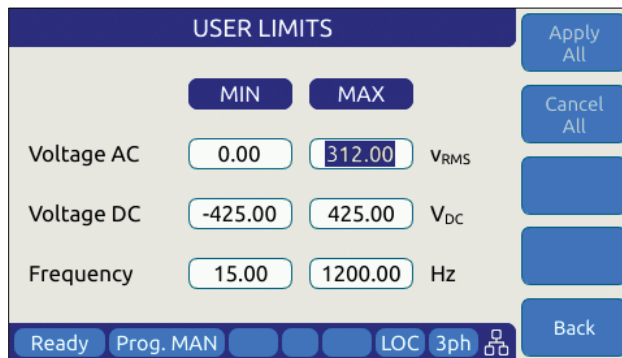 USER LIMITS
Apply
All
MIN MAX
Cancel
All
Voltage AC 0.00 312.00 VRMS
Voltage DC -425.00 425.00 VDC
Frequency 15.00 1200.00 Hz
Back
Ready Prog. MAN LOC 3ph